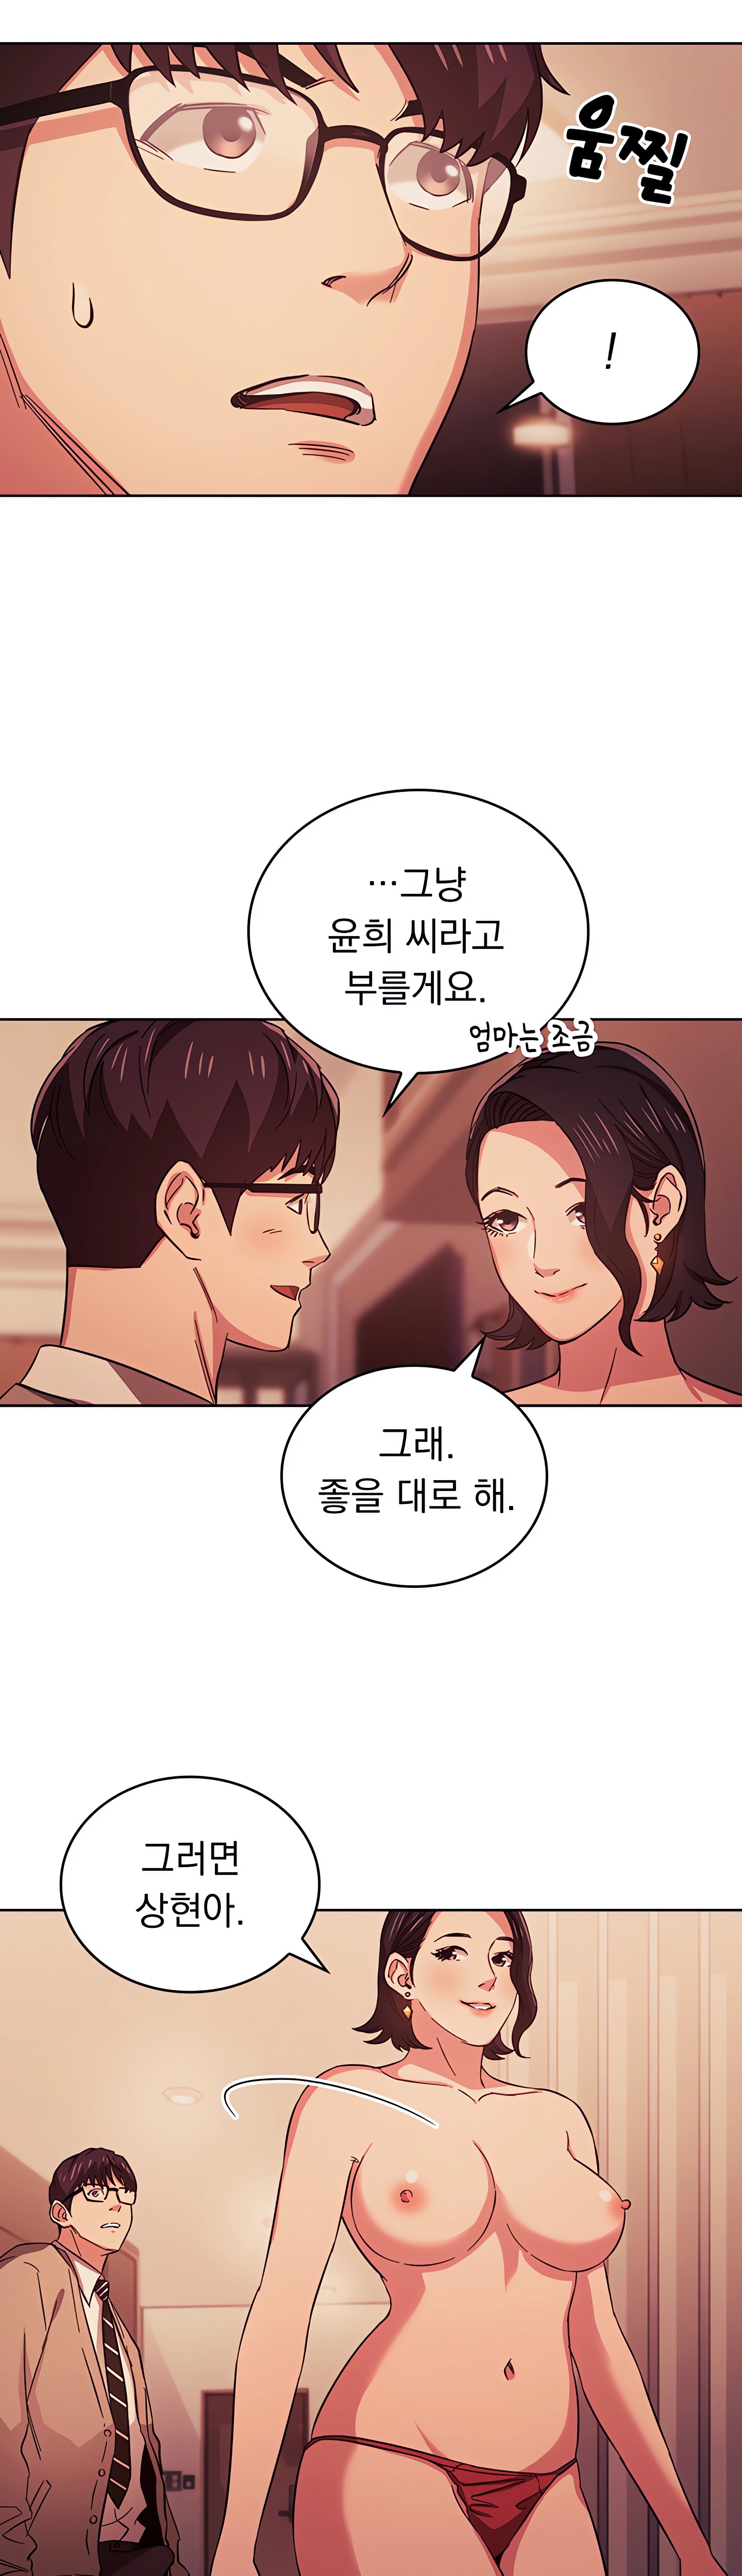 움찔
!
…그냥
윤희 씨라고
부를게요.
엄마는 조금
그래.
좋을 대로 해.
그러면
상현아.